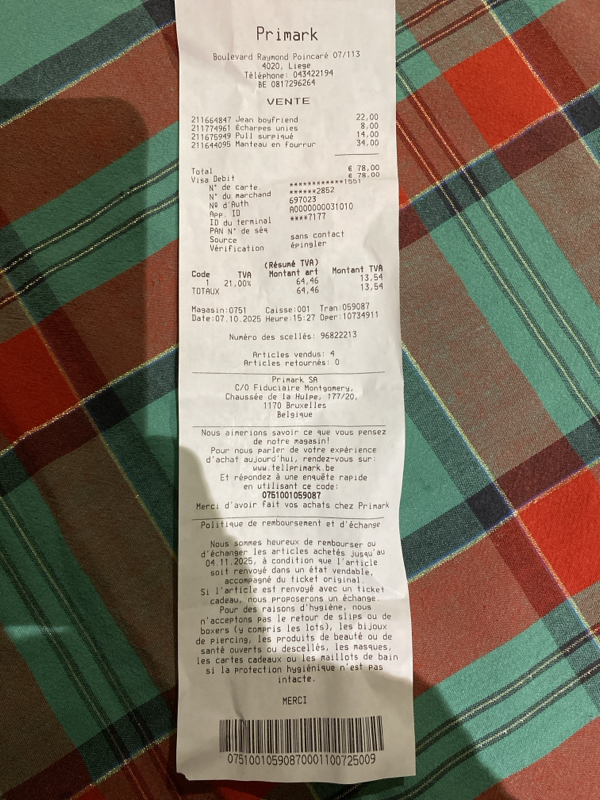 Primark
Boulevard Raymond Poincaré 07/113
4020, Liege
Téléphone: 043422194
BE 0817296264
VENTE
211664847 Jean boyfriend 22,00
211774961 Écharpes unies 8,00
211675949 Pull surpiqué 14,00
211644095 Manteau en fourrur 34,00
Total € 78,00
Visa Debit € 78,00
N° de carte ************1551
N° du marchand ******2852
Nº d'Auth 697023
App. ID A0000000031010
ID du terminal ****7177
PAN N° de séq
Source sans contact
Vérification épingler
(Résumé TVA)
Code TVA Montant art Montant TVA
1 21,00% 64,46 13,54
TOTAUX 64,46 13,54
Magasin:0751 Caisse:001 Tran:059087
Date:07.10.2025 Heure:15:27 Oper:10734911
Numéro des scellés: 96822213
Articles vendus: 4
Articles retournés: 0
Primark SA
C/O Fiduciaire Montgomery,
Chaussée de la Hulpe, 177/20,
1170 Bruxelles
Belgique
Nous aimerions savoir ce que vous pensez
de notre magasin!
Pour nous parler de votre expérience
d'achat aujourd'hui, rendez-vous sur:
www.tellprimark.be
Et répondez à une enquête rapide
en utilisant ce code:
0751001059087
Merci d'avoir fait vos achats chez Primark
Politique de remboursement et d'échange
Nous sommes heureux de rembourser ou
d'échanger les articles achetés jusqu'au
04.11.2025, à condition que l'article
soit renvoyé dans un état vendable,
accompagné du ticket original.
Si l'article est renvoyé avec un ticket
cadeau, nous proposerons un échange.
Pour des raisons d'hygiène, nous
n'acceptons pas le retour de slips ou de
boxers (y compris les lots), les bijoux
de piercing, les produits de beauté ou de
santé ouverts ou descellés, les masques,
les cartes cadeaux ou les maillots de bain
si la protection hygiénique n'est pas
intacte.
MERCI
07510010590870001100725009